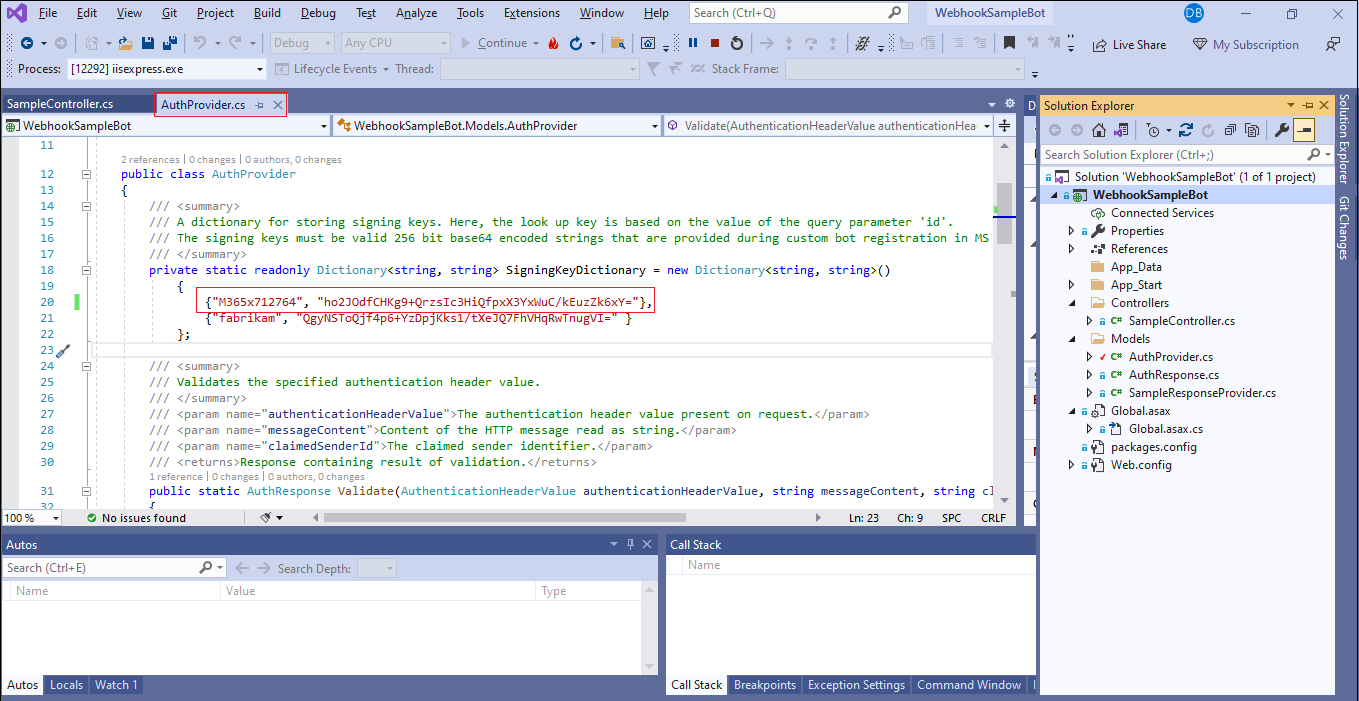 File Edit View Git Project Build Debug Test Analyze Tools Extensions Window Help Search (Ctrl+Q) WebhookSampleBot DB
Debug Any CPU Continue Live Share My Subscription
Process: [12292] iisexpress.exe Lifecycle Events Thread: Stack Frame:
SampleController.cs AuthProvider.cs
WebhookSampleBot WebhookSampleBot.Models.AuthProvider Validate(AuthenticationHeaderValue authenticationHea
11
2 references | 0 changes | 0 authors, 0 changes
12 public class AuthProvider
13 {
14 /// <summary>
15 /// A dictionary for storing signing keys. Here, the look up key is based on the value of the query parameter 'id'.
16 /// The signing keys must be valid 256 bit base64 encoded strings that are provided during custom bot registration in MS
17 /// </summary>
18 private static readonly Dictionary<string, string> SigningKeyDictionary = new Dictionary<string, string>()
19 {
20 {"M365x712764", "ho2JOdfCHKg9+QrzsIc3HiQfpxX3YxWuC/kEuzZk6xY="},
21 {"fabrikam", "QgyNSToQjf4p6+YzDpjKks1/tXeJQ7FhVHqRwTnugVI=" }
22 };
23
24 /// <summary>
25 /// Validates the specified authentication header value.
26 /// </summary>
27 /// <param name="authenticationHeaderValue">The authentication header value present on request.</param>
28 /// <param name="messageContent">Content of the HTTP message read as string.</param>
29 /// <param name="claimedSenderId">The claimed sender identifier.</param>
30 /// <returns>Response containing result of validation.</returns>
1 reference | 0 changes | 0 authors, 0 changes
31 public static AuthResponse Validate(AuthenticationHeaderValue authenticationHeaderValue, string messageContent, string cl
32 {
100 % No issues found Ln: 23 Ch: 9 SPC CRLF
Autos
Search (Ctrl+E) Search Depth:
Name Value Type
Autos Locals Watch 1
Call Stack
Name
Call Stack Breakpoints Exception Settings Command Window
D
Solution Explorer
Search Solution Explorer (Ctrl+;)
Solution 'WebhookSampleBot' (1 of 1 project)
WebhookSampleBot
Connected Services
Properties
References
App_Data
App_Start
Controllers
C# SampleController.cs
Models
C# AuthProvider.cs
C# AuthResponse.cs
C# SampleResponseProvider.cs
Global.asax
Global.asax.cs
packages.config
Web.config
Solution Explorer
Git Changes